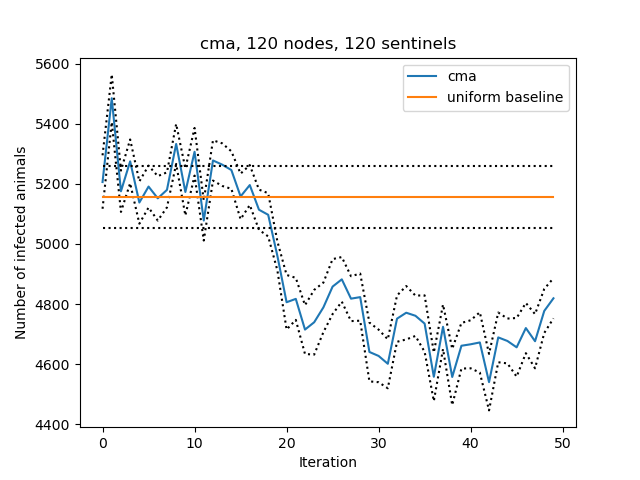 cma, 120 nodes, 120 sentinels
cma
uniform baseline
Number of infected animals
5600
5400
5200
5000
4800
4600
4400
0 10 20 30 40 50
Iteration